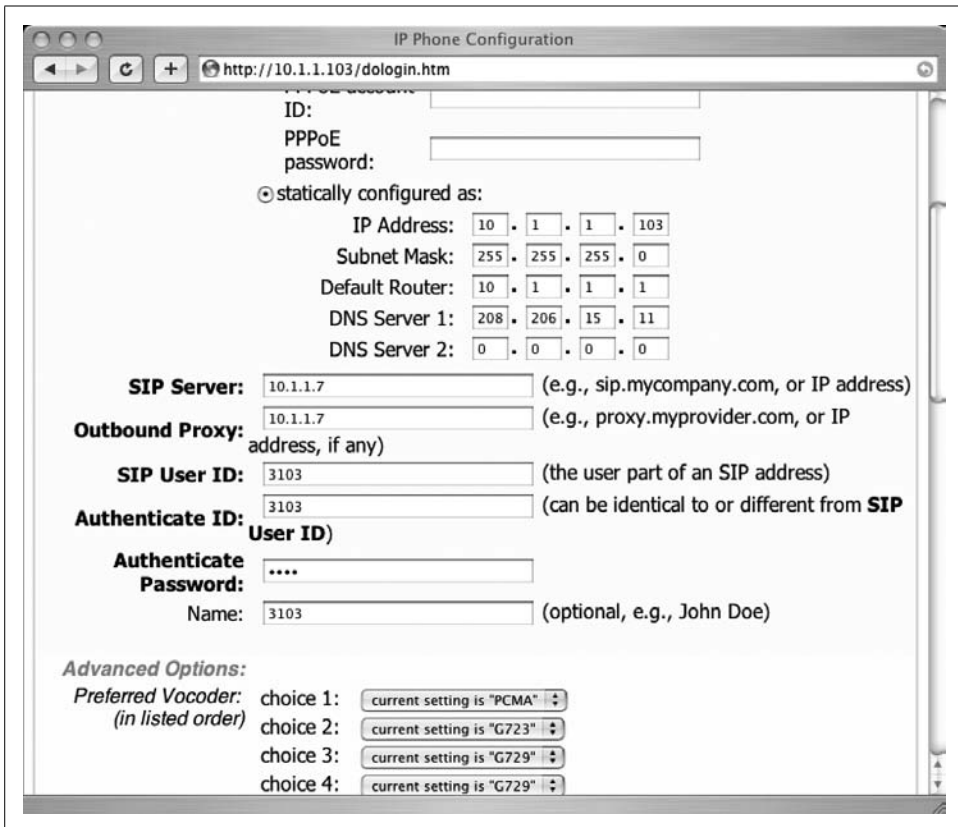 IP Phone Configuration
http://10.1.1.103/dologin.htm
ID:
PPPoE
password:
statically configured as:
IP Address: 10 . 1 . 1 . 103
Subnet Mask: 255 . 255 . 255 . 0
Default Router: 10 . 1 . 1 . 1
DNS Server 1: 208 . 206 . 15 . 11
DNS Server 2: 0 . 0 . 0 . 0
SIP Server: 10.1.1.7 (e.g., sip.mycompany.com, or IP address)
Outbound Proxy: 10.1.1.7 (e.g., proxy.myprovider.com, or IP
address, if any)
SIP User ID: 3103 (the user part of an SIP address)
Authenticate ID: 3103 (can be identical to or different from SIP
User ID)
Authenticate
Password: ••••
Name: 3103 (optional, e.g., John Doe)
Advanced Options:
Preferred Vocoder: choice 1: current setting is "PCMA"
(in listed order) choice 2: current setting is "G723"
choice 3: current setting is "G729"
choice 4: current setting is "G729"